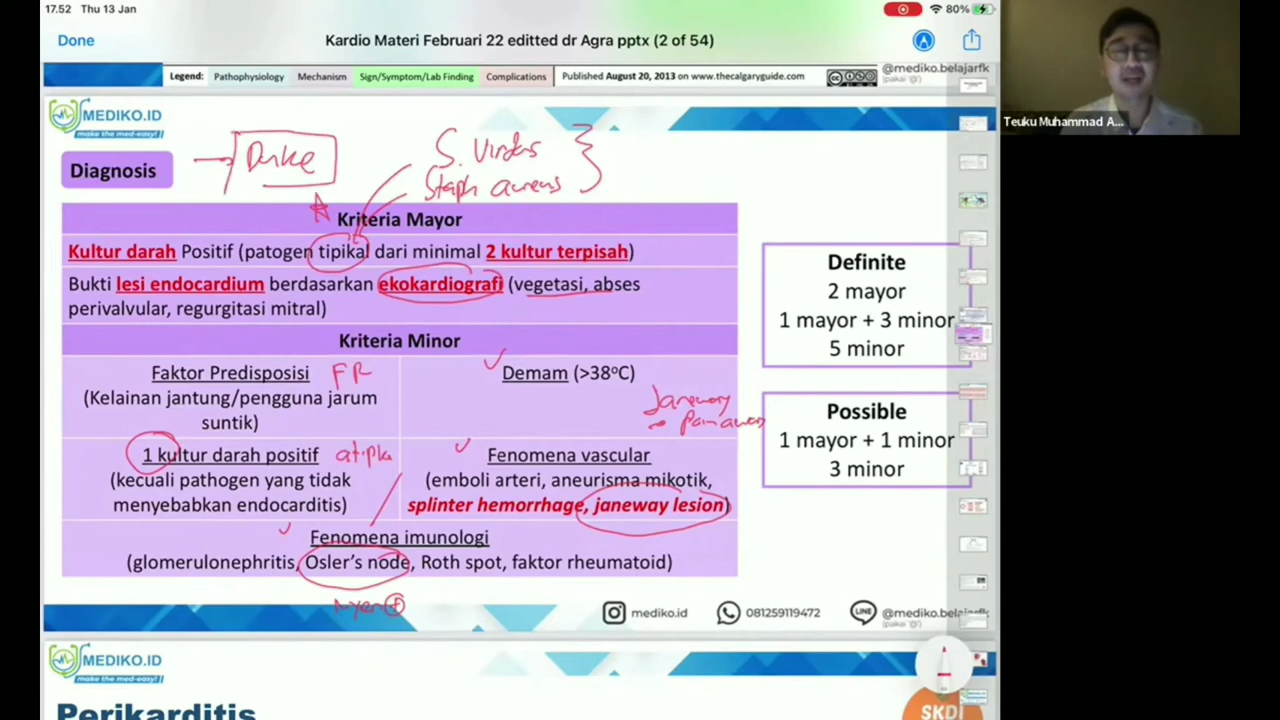 17.52 Thu 13 Jan
80%
Done
Kardio Materi Februari 22 editted dr Agra pptx (2 of 54)
Legend: Pathophysiology Mechanism Sign/Symptom/Lab Finding Complications Published August 20, 2013 on www.thecalgaryguide.com
@mediko.belajarfk
(pakai '@')
MEDIKO.ID
make the med-easy!
Teuku Muhammad A...
Diagnosis
Duke
S. Viridans
Staph aureus
Kriteria Mayor
Kultur darah Positif (patogen tipikal dari minimal 2 kultur terpisah)
Bukti lesi endocardium berdasarkan ekokardiografi (vegetasi, abses
perivalvular, regurgitasi mitral)
Kriteria Minor
Faktor Predisposisi FR
(Kelainan jantung/pengguna jarum
suntik)
Demam (>38°C)
Janeway
1 kultur darah positif
(kecuali pathogen yang tidak
menyebabkan endocarditis)
Fenomena vascular
(emboli arteri, aneurisma mikotik,
splinter hemorrhage, janeway lesion)
Fenomena imunologi
(glomerulonephritis, Osler's node, Roth spot, faktor rheumatoid)
Nyeri +
Definite
2 mayor
1 mayor + 3 minor
5 minor
Possible
1 mayor + 1 minor
3 minor
mediko.id 081259119472 @mediko.belajarfk
(pakai '@')
MEDIKO.ID
make the med-easy!
Perikarditis
SKDI